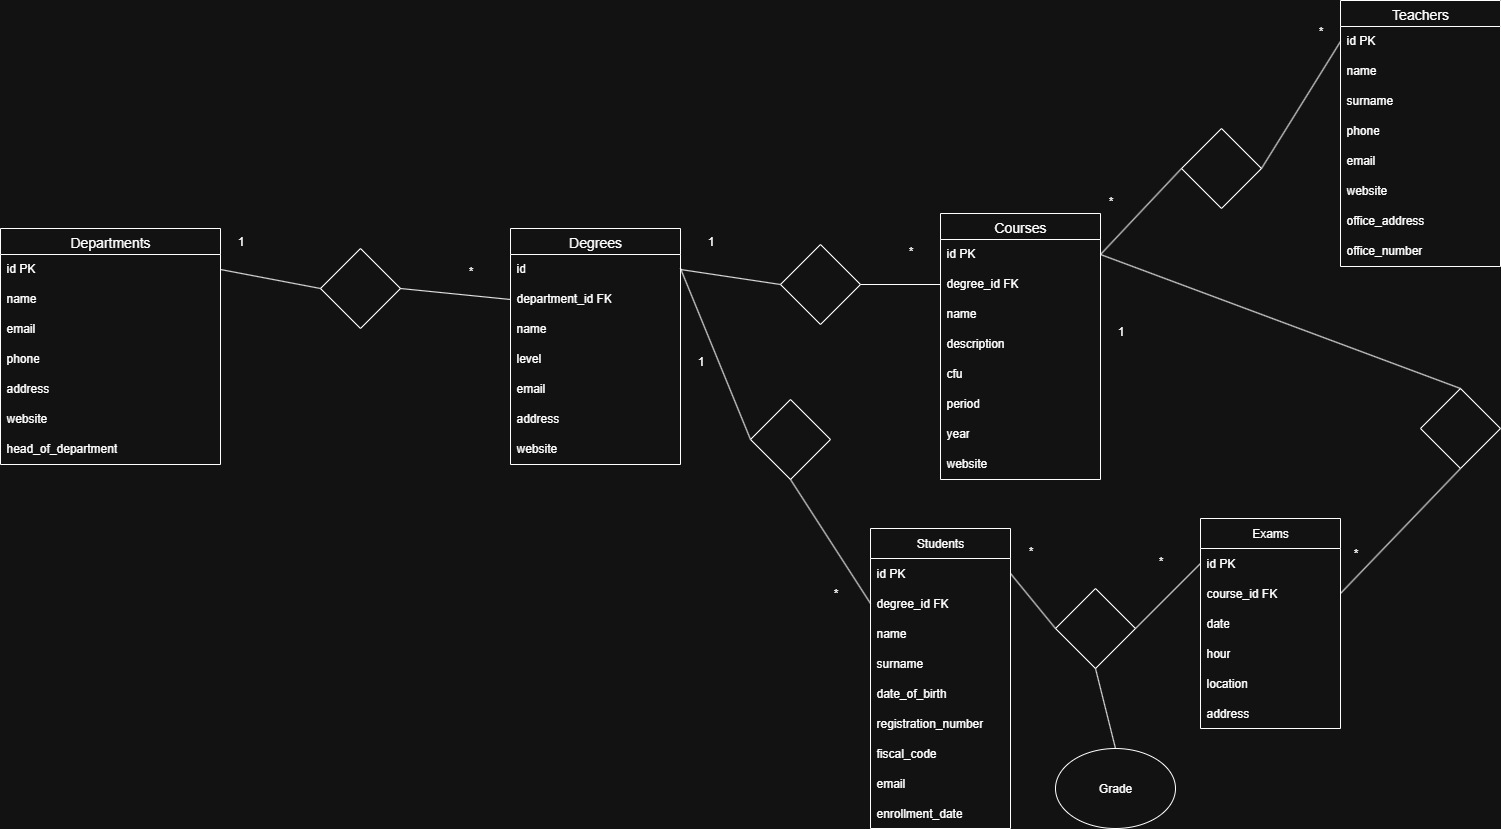 Teachers
id PK
name
surname
phone
email
website
office_address
office_number
*
*
Departments
id PK
name
email
phone
address
website
head_of_department
1
*
Degrees
id
department_id FK
name
level
email
address
website
1
*
1
*
Courses
id PK
degree_id FK
name
description
cfu
period
year
website
1
*
Students
id PK
degree_id FK
name
surname
date_of_birth
registration_number
fiscal_code
email
enrollment_date
*
*
Exams
id PK
course_id FK
date
hour
location
address
Grade